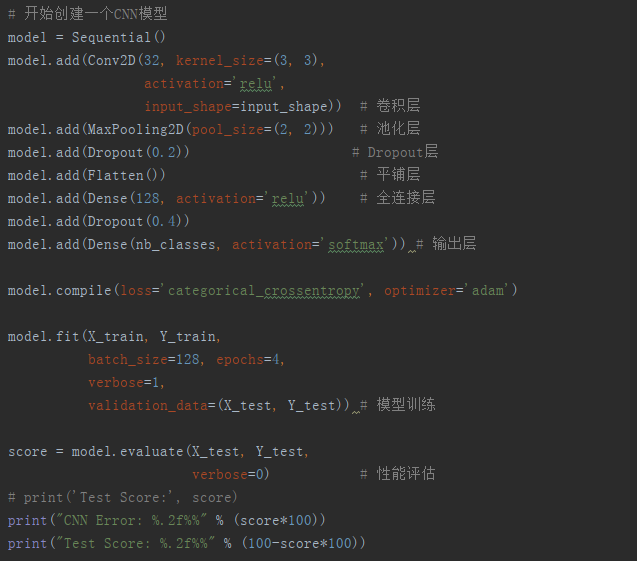 # 开始创建一个CNN模型
model = Sequential()
model.add(Conv2D(32, kernel_size=(3, 3),
activation='relu',
input_shape=input_shape)) # 卷积层
model.add(MaxPooling2D(pool_size=(2, 2))) # 池化层
model.add(Dropout(0.2)) # Dropout层
model.add(Flatten()) # 平铺层
model.add(Dense(128, activation='relu')) # 全连接层
model.add(Dropout(0.4))
model.add(Dense(nb_classes, activation='softmax')) # 输出层
model.compile(loss='categorical_crossentropy', optimizer='adam')
model.fit(X_train, Y_train,
batch_size=128, epochs=4,
verbose=1,
validation_data=(X_test, Y_test)) # 模型训练
score = model.evaluate(X_test, Y_test,
verbose=0) # 性能评估
# print('Test Score:', score)
print("CNN Error: %.2f%%" % (score*100))
print("Test Score: %.2f%%" % (100-score*100))